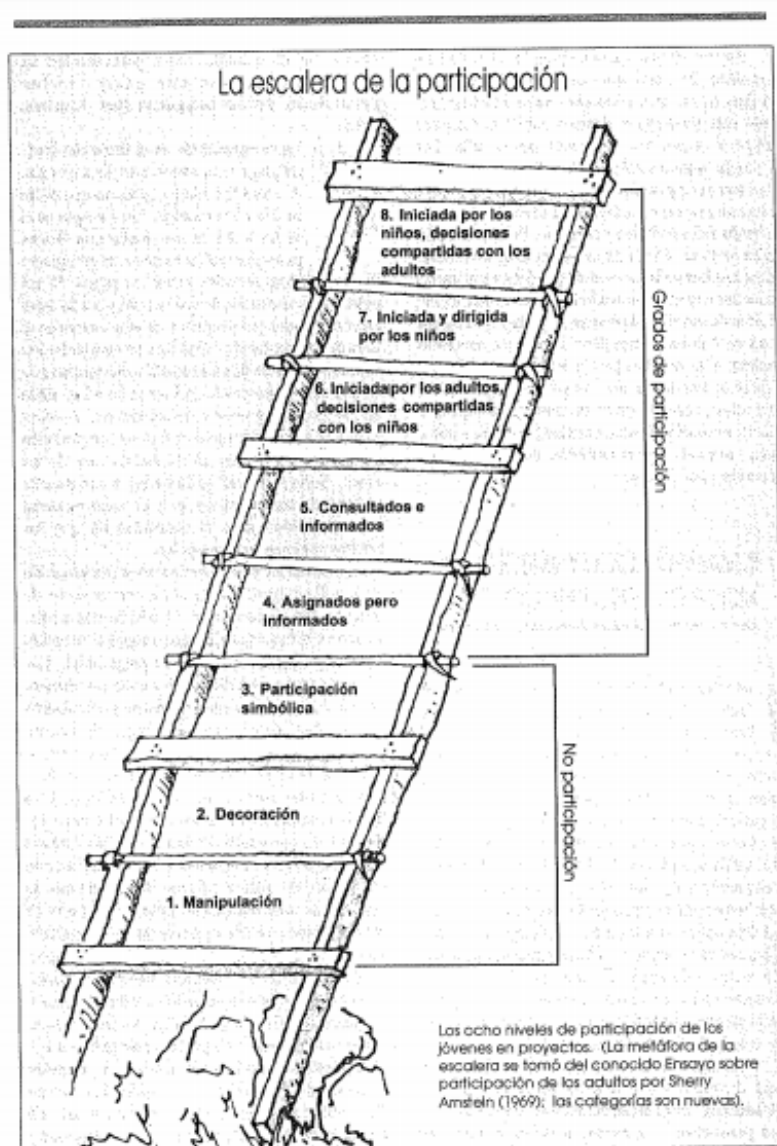 La escalera de la participación
8. Iniciada por los
niños, decisiones
compartidas con los
adultos
7. Iniciada y dirigida
por los niños
6. Iniciada por los adultos,
decisiones compartidas
con los niños
5. Consultados e
informados
4. Asignados pero
informados
3. Participación
simbólica
2. Decoración
1. Manipulación
Grados de participación
No participación
Los ocho niveles de participación de los
jóvenes en proyectos. (La metáfora de la
escalera se tomó del conocido Ensayo sobre
participación de los adultos por Sherry
Arnstein (1969); las categorías son nuevas).